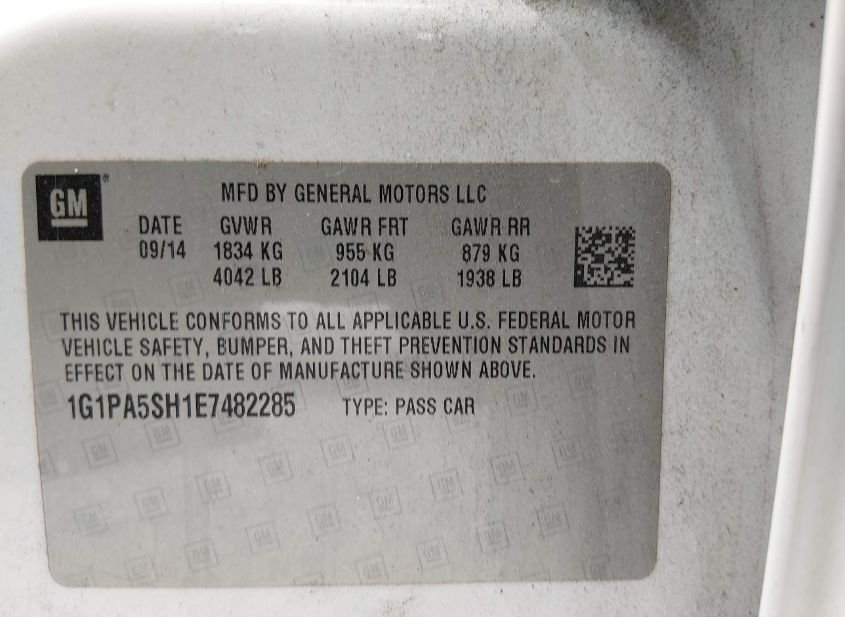 GM ®
MFD BY GENERAL MOTORS LLC
DATE GVWR GAWR FRT GAWR RR
09/14 1834 KG 955 KG 879 KG
4042 LB 2104 LB 1938 LB
THIS VEHICLE CONFORMS TO ALL APPLICABLE U.S. FEDERAL MOTOR
VEHICLE SAFETY, BUMPER, AND THEFT PREVENTION STANDARDS IN
EFFECT ON THE DATE OF MANUFACTURE SHOWN ABOVE.
1G1PA5SH1E7482285 TYPE: PASS CAR